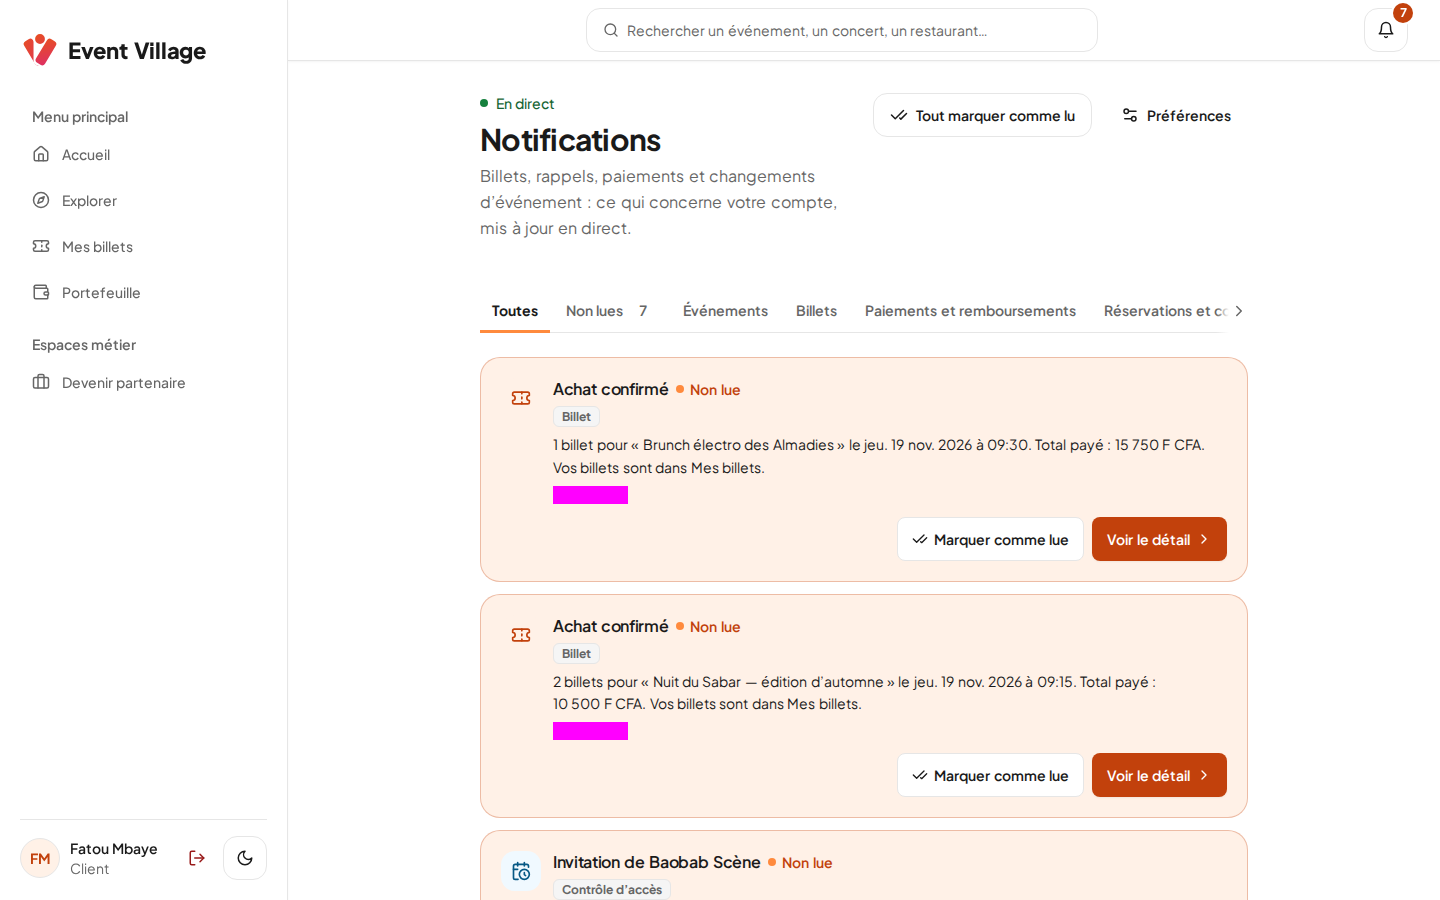 Event Village
Menu principal
Accueil
Explorer
Mes billets
Portefeuille
Espaces métier
Devenir partenaire
FM
Fatou Mbaye
Client
Rechercher un événement, un concert, un restaurant…
7
En direct
Notifications
Billets, rappels, paiements et changements
d’événement : ce qui concerne votre compte,
mis à jour en direct.
Tout marquer comme lu
Préférences
Toutes
Non lues 7
Événements
Billets
Paiements et remboursements
Réservations et
Achat confirmé
Non lue
Billet
1 billet pour « Brunch électro des Almadies » le jeu. 19 nov. 2026 à 09:30. Total payé : 15 750 F CFA.
Vos billets sont dans Mes billets.
Marquer comme lue
Voir le détail
Achat confirmé
Non lue
Billet
2 billets pour « Nuit du Sabar — édition d’automne » le jeu. 19 nov. 2026 à 09:15. Total payé :
10 500 F CFA. Vos billets sont dans Mes billets.
Marquer comme lue
Voir le détail
Invitation de Baobab Scène
Non lue
Contrôle d’accès